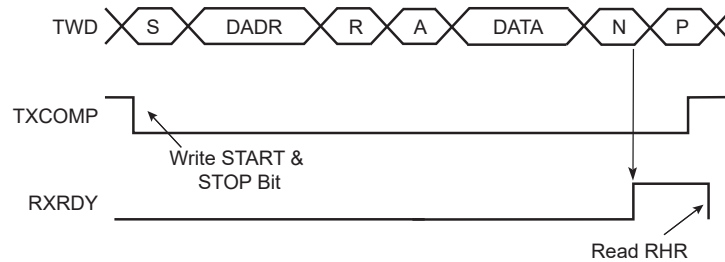 TWD S DADR R A DATA N P
TXCOMP
Write START &
STOP Bit
RXRDY
Read RHR